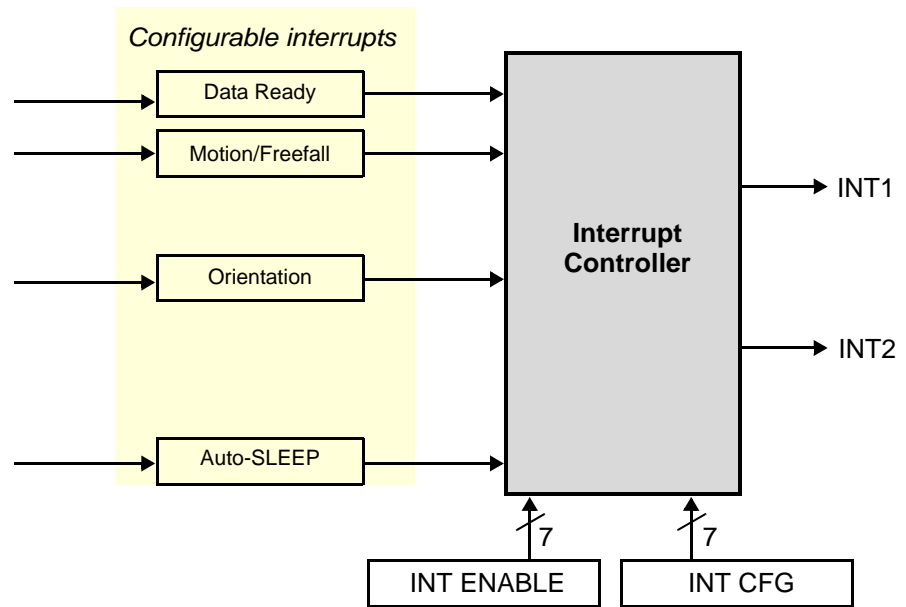 Configurable interrupts
Data Ready
Motion/Freefall
Orientation
Auto-SLEEP
Interrupt
Controller
INT1
INT2
7
7
INT ENABLE
INT CFG